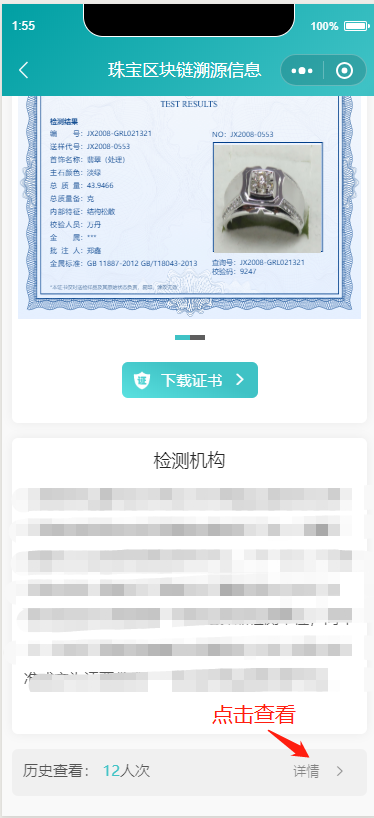 1:55
100%
珠宝区块链溯源信息
TEST RESULTS
检测结果
编 号: JX2008-GRL021321
NO: JX2008-0553
送样代号: JX2008-0553
首饰名称: 翡翠（处理）
主石颜色: 淡绿
总 质 量: 43.9466
总质量备: 克
内部特征: 结构松散
校验人员: 万丹
金 属: ***
批 注 人: 郑鑫
金属标准: GB 11887-2012 GB/T18043-2013
查询号: JX2008-GRL021321
校验码: 9247
下载证书
检测机构
点击查看
历史查看: 12人次
详情